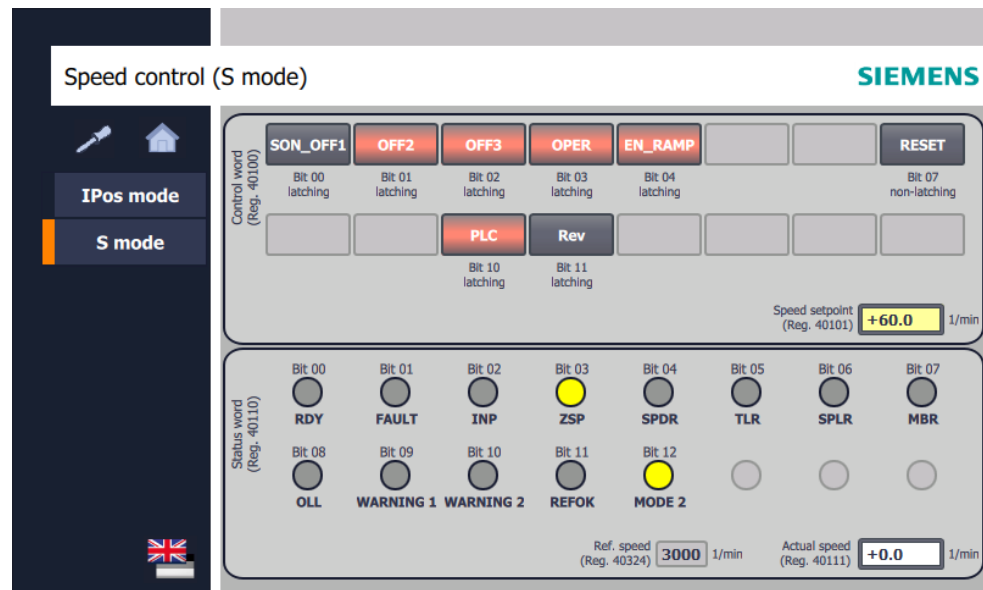 Speed control (S mode)
SIEMENS
IPos mode
S mode
Control word
(Reg. 40100)
SON_OFF1 OFF2 OFF3 OPER EN_RAMP RESET
Bit 00 Bit 01 Bit 02 Bit 03 Bit 04 Bit 07
latching latching latching latching latching non-latching
PLC Rev
Bit 10 Bit 11
latching latching
Speed setpoint
(Reg. 40101) +60.0 1/min
Status word
(Reg. 40110)
Bit 00 Bit 01 Bit 02 Bit 03 Bit 04 Bit 05 Bit 06 Bit 07
RDY FAULT INP ZSP SPDR TLR SPLR MBR
Bit 08 Bit 09 Bit 10 Bit 11 Bit 12
OLL WARNING 1 WARNING 2 REFOK MODE 2
Ref. speed
(Reg. 40324) 3000 1/min
Actual speed
(Reg. 40111) +0.0 1/min